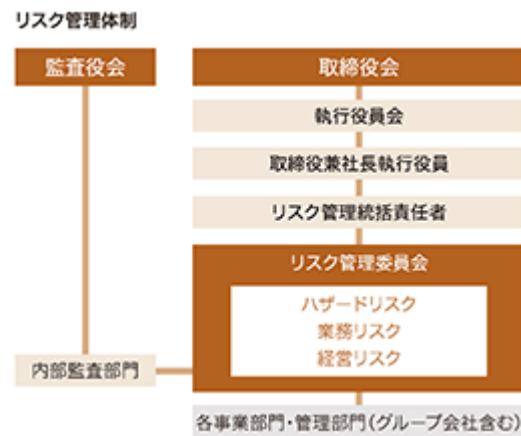 リスク管理体制
監査役会
取締役会
執行役員会
取締役兼社長執行役員
リスク管理統括責任者
リスク管理委員会
ハザードリスク
業務リスク
経営リスク
内部監査部門
各事業部門・管理部門(グループ会社含む)